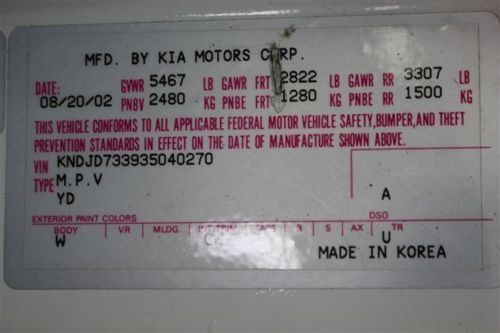 MFD. BY KIA MOTORS CORP.
DATE: GVWR 5467 LB GAWR FRT 2822 LB GAWR RR 3307 LB
08/20/02 PNBV 2480 KG PNBE FRT 1280 KG PNBE RR 1500 KG
THIS VEHICLE CONFORMS TO ALL APPLICABLE FEDERAL MOTOR VEHICLE SAFETY,BUMPER,AND THEFT
PREVENTION STANDARDS IN EFFECT ON THE DATE OF MANUFACTURE SHOWN ABOVE.
VIN KNDJD733935040270
TYPE M.P.V
YD A
EXTERIOR PAINT COLORS DSO
BODY VR MLDG. INT TRIM TAPE R S AX TR
W U
MADE IN KOREA